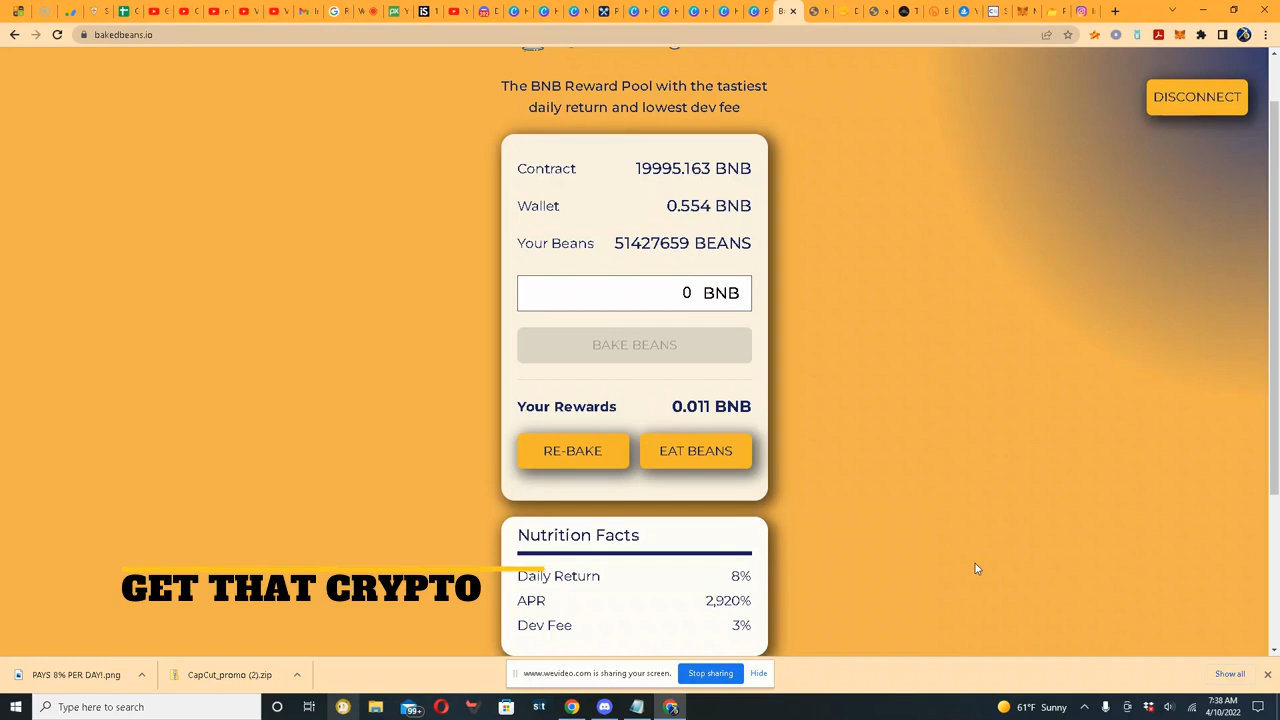 bakedbeans.io
The BNB Reward Pool with the tastiest
daily return and lowest dev fee
DISCONNECT
Contract 19995.163 BNB
Wallet 0.554 BNB
Your Beans 51427659 BEANS
0 BNB
BAKE BEANS
Your Rewards 0.011 BNB
RE-BAKE EAT BEANS
Nutrition Facts
Daily Return 8%
APR 2,920%
Dev Fee 3%
GET THAT CRYPTO
PAYS 8% PER DAY!.png
CapCut_promo (2).zip
www.wevideo.com is sharing your screen.
Stop sharing
Hide
Show all
Type here to search
99+
61°F Sunny
7:38 AM
4/10/2022